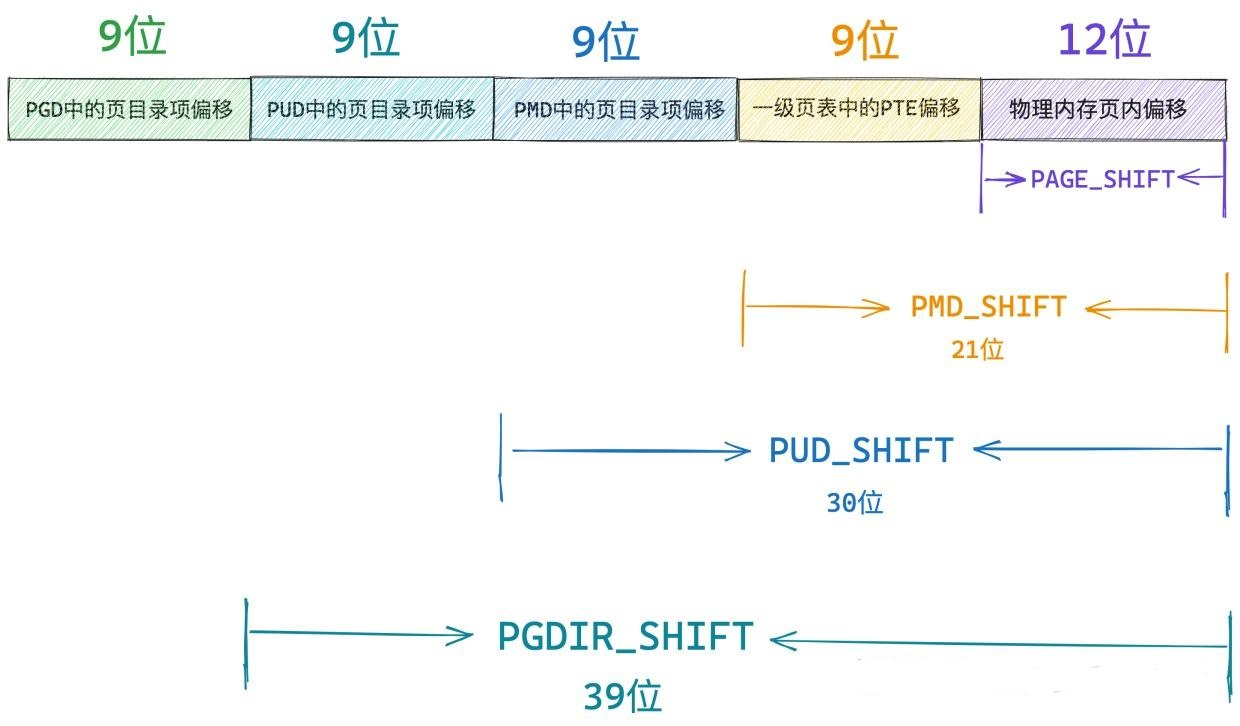 9位 9位 9位 9位 12位
PGD中的页目录项偏移 PUD中的页目录项偏移 PMD中的页目录项偏移 一级页表中的PTE偏移 物理内存页内偏移
PAGE_SHIFT
PMD_SHIFT
21位
PUD_SHIFT
30位
PGDIR_SHIFT
39位